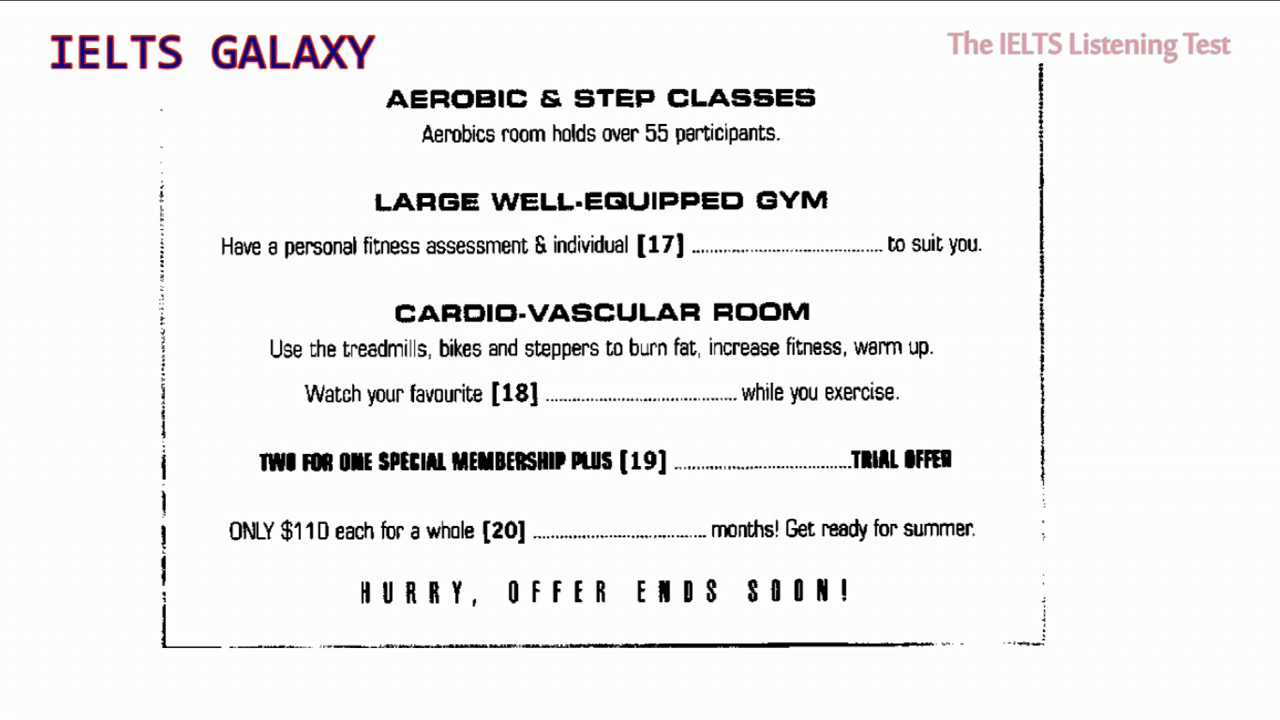 IELTS GALAXY
The IELTS Listening Test
AEROBIC & STEP CLASSES
Aerobics room holds over 55 participants.
LARGE WELL-EQUIPPED GYM
Have a personal fitness assessment & individual [17] ........................................ to suit you.
CARDIO-VASCULAR ROOM
Use the treadmills, bikes and steppers to burn fat, increase fitness, warm up.
Watch your favourite [18] ........................................ while you exercise.
TWO FOR ONE SPECIAL MEMBERSHIP PLUS [19] .....................................TRIAL OFFER
ONLY $110 each for a whole [20] ..................................... months! Get ready for summer.
HURRY, OFFER ENDS SOON!